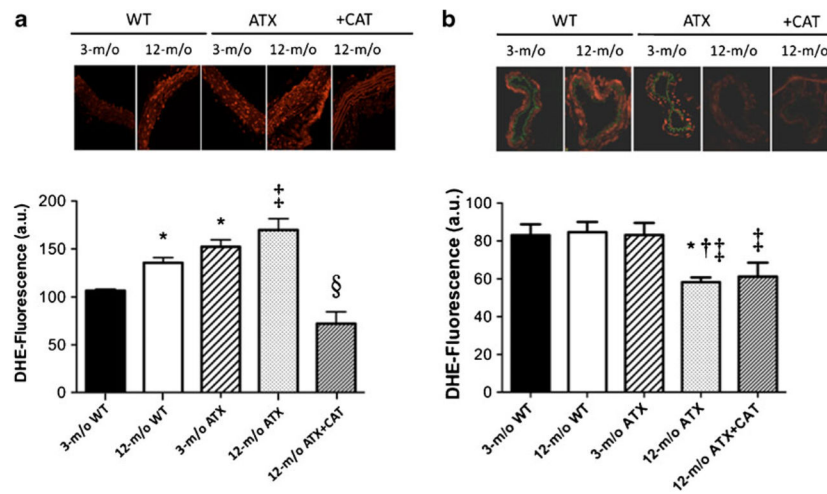 a
WT ATX +CAT
3-m/o 12-m/o 3-m/o 12-m/o 12-m/o
DHE-Fluorescence (a.u.)
200
150
100
50
0
*
*
‡
§
3-m/o WT
12-m/o WT
3-m/o ATX
12-m/o ATX
12-m/o ATX+CAT
b
WT ATX +CAT
3-m/o 12-m/o 3-m/o 12-m/o 12-m/o
DHE-Fluorescence (a.u.)
100
80
60
40
20
0
*†‡
‡
3-m/o WT
12-m/o WT
3-m/o ATX
12-m/o ATX
12-m/o ATX+CAT